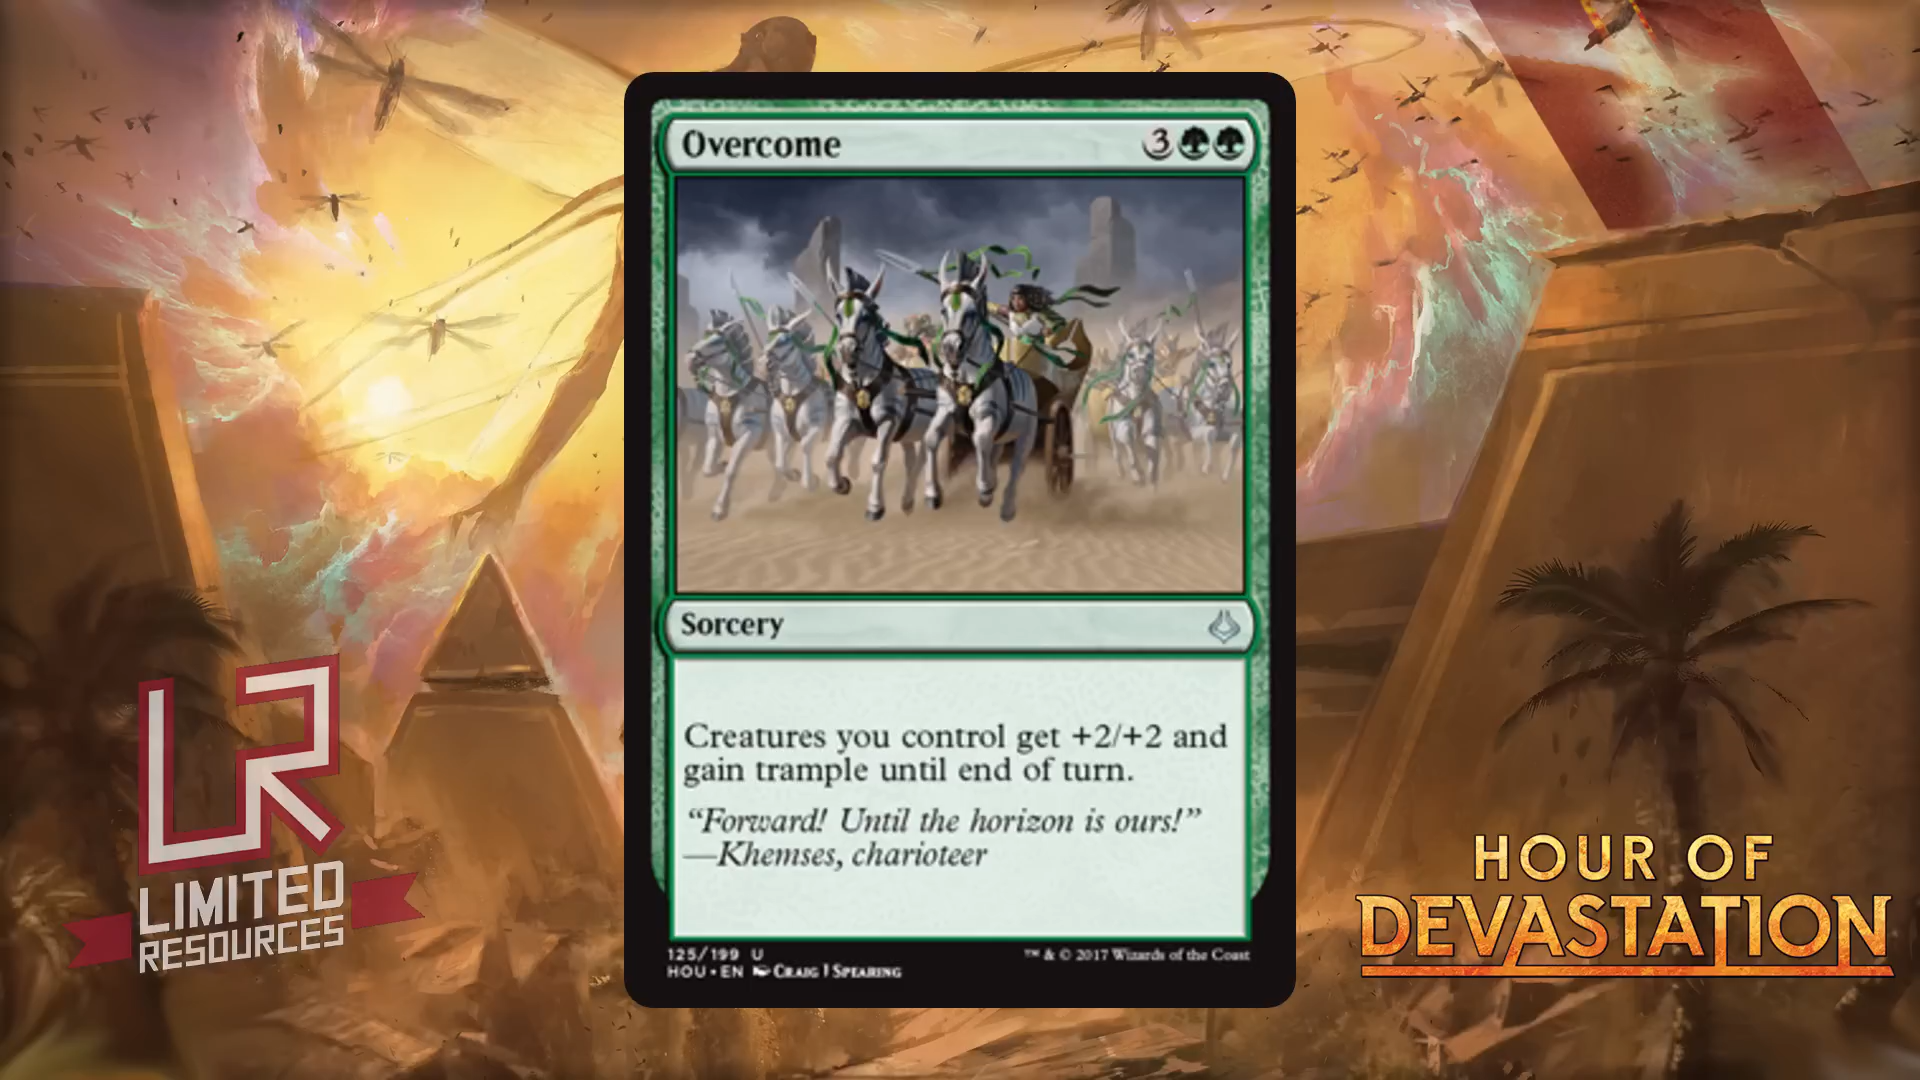 Overcome 3
Sorcery
Creatures you control get +2/+2 and
gain trample until end of turn.
“Forward! Until the horizon is ours!”
—Khemses, charioteer
125/199 U
™ & © 2017 Wizards of the Coast
HOU • EN Craig J Spearing
LR
LIMITED
RESOURCES
HOUR OF
DEVASTATION